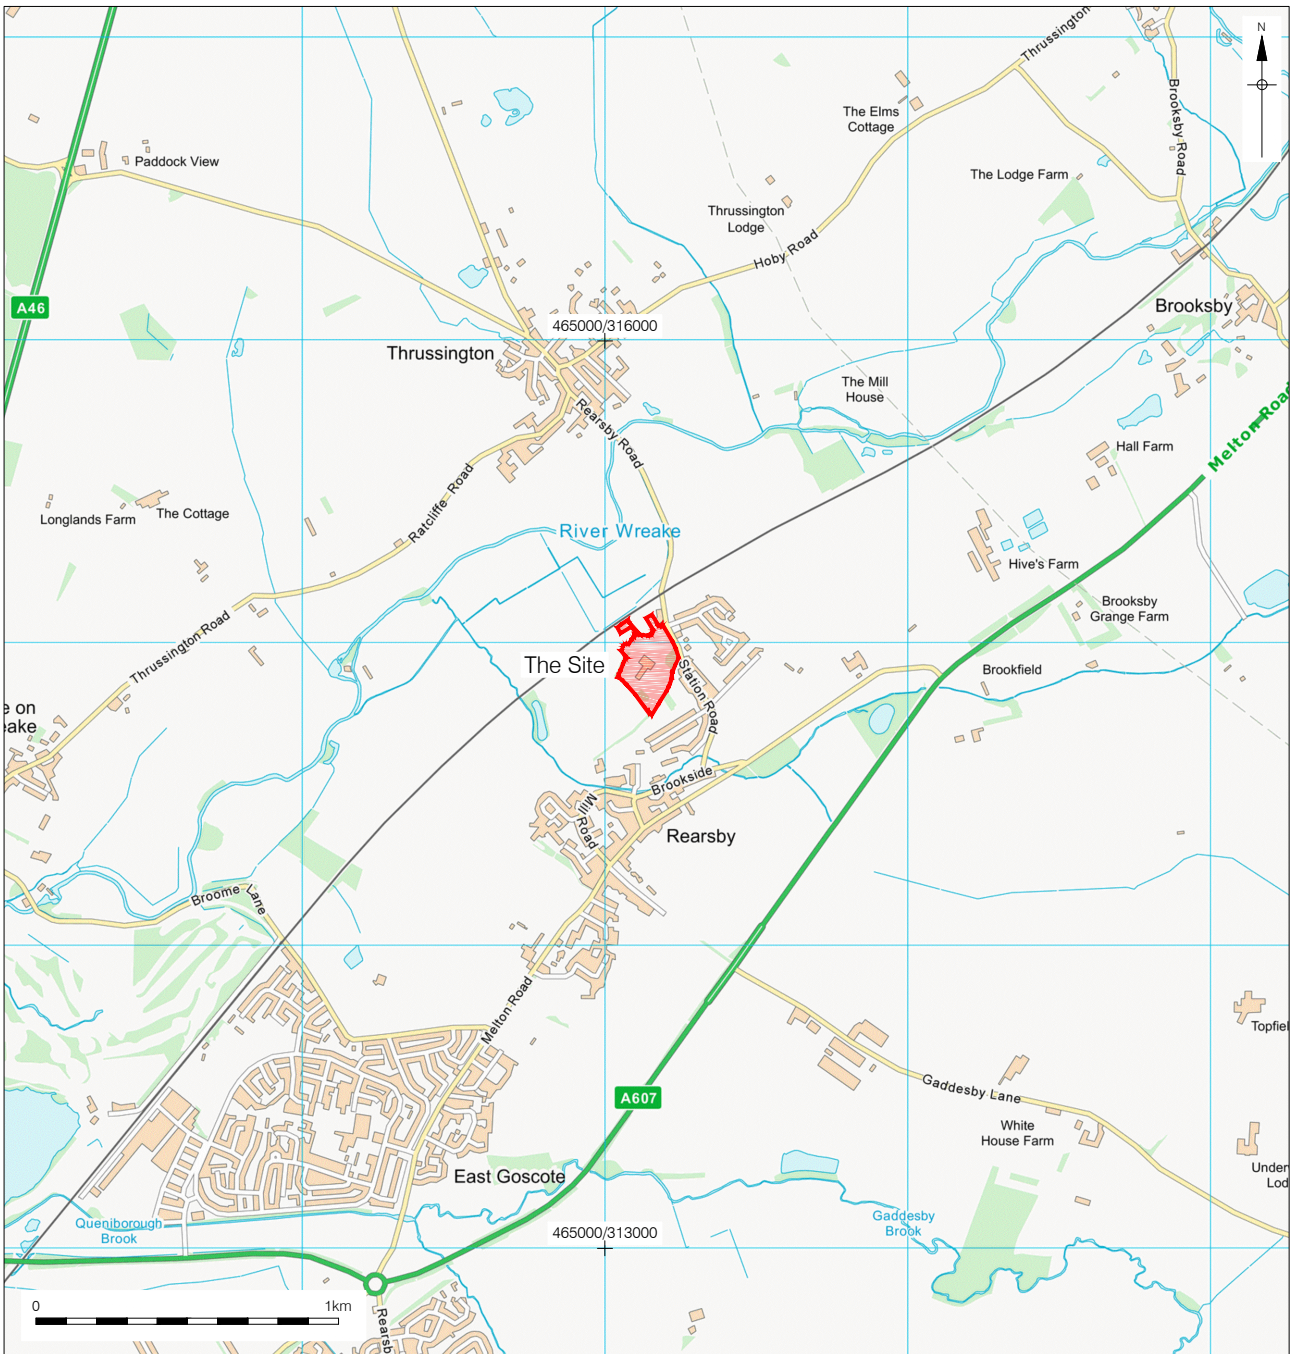 Thrussington
N
Brooksby Road
The Elms
Cottage
Paddock View
The Lodge Farm
Thrussington
Lodge
Hoby Road
A46
Brooksby
465000/316000
Thrussington
The Mill
House
Melton Road
Rearsby Road
Hall Farm
Ratcliffe Road
Longlands Farm
The Cottage
River Wreake
Hive's Farm
Brooksby
Grange Farm
Thrussington Road
The Site
Station Road
Brookfield
e on
eake
Brookside
Mill Road
Rearsby
Broome Lane
Melton Road
Topfiel
A607
Gaddesby Lane
White
House Farm
East Goscote
Under
Lod
Queniborough
Brook
Gaddesby
Brook
465000/313000
0
1km
Rearsb